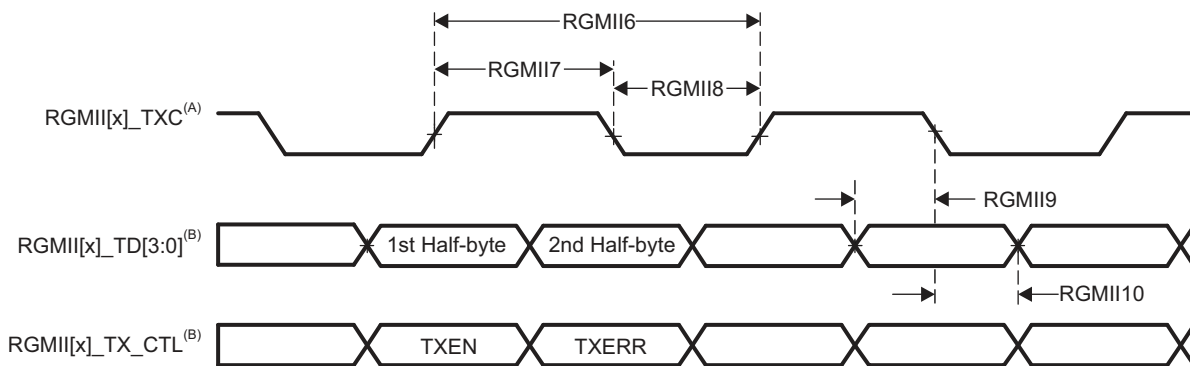 RGMII6
RGMII7
RGMII8
RGMII[x]_TXC(A)
RGMII9
RGMII[x]_TD[3:0](B)
1st Half-byte
2nd Half-byte
RGMII10
RGMII[x]_TX_CTL(B)
TXEN
TXERR